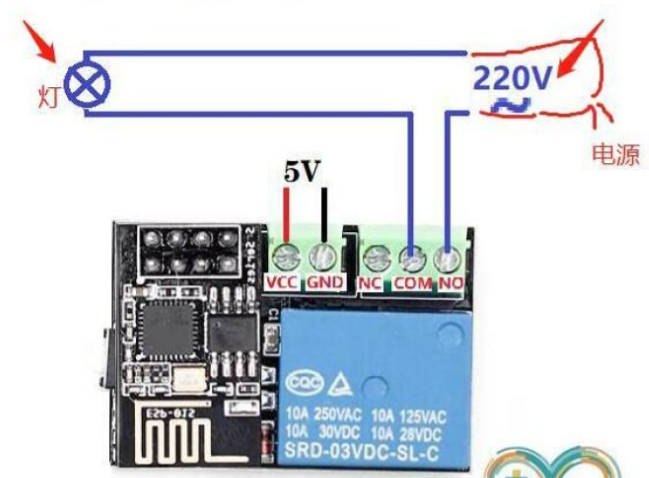 220V
灯
电源
5V
VCC GND NC COM NO
C1
CQC
10A 250VAC 10A 125VAC
10A 30VDC 10A 28VDC
SRD-03VDC-SL-C